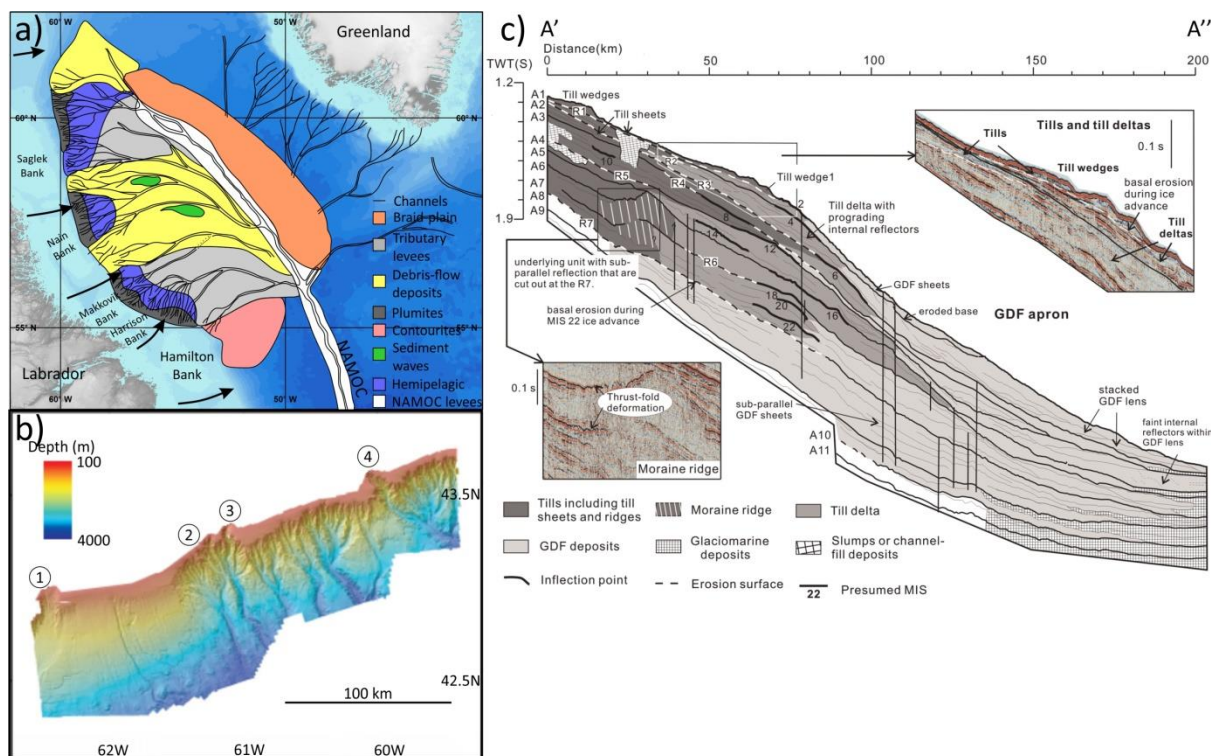 a)
60° W
50° W
Greenland
60° N
60° N
Saglek
Bank
Nain
Bank
Makkovik
Bank
Harrison
Bank
55° N
55° N
Hamilton
Bank
Labrador
60° W
50° W
NAMOC
Channels
Braid-plain
Tributary
levees
Debris-flow
deposits
Plumites
Contourites
Sediment
waves
Hemipelagic
NAMOC levees
b)
Depth (m)
100
4000
1
2
3
4
43.5N
42.5N
100 km
62W
61W
60W
c)
A'
A''
Distance(km)
0
50
100
150
200
TWT(S)
1.2
1.9
A1
A2
A3
A4
A5
A6
A7
A8
A9
A10
A11
Till wedges
R1
Till sheets
10
R2
R5
R4
R3
R7
R6
Till wedge1
2
4
8
14
12
6
18
20
16
22
Till delta with
prograding
internal reflectors
underlying unit with sub-
parallel reflection that are
cut out at the R7.
basal erosion during
MIS 22 ice advance
GDF sheets
eroded base
GDF apron
sub-parallel
GDF sheets
stacked
GDF lens
faint internal
reflectors within
GDF lens
Tills and till deltas
0.1 s
Tills
Till wedges
basal erosion
during ice
advance
Till
deltas
0.1 s
Thrust-fold
deformation
Moraine ridge
Tills including till
sheets and ridges
Moraine ridge
Till delta
GDF deposits
Glaciomarine
deposits
Slumps or channel-
fill deposits
Inflection point
Erosion surface
22
Presumed MIS